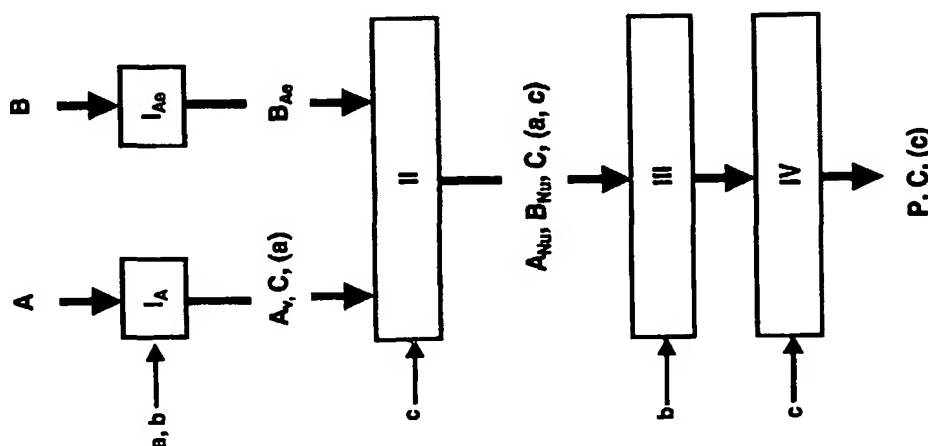 A
B
a, b
I_A
I_Ae
A_v, C, (a)
B_Ae
c
II
A_Nu, B_Nu, C, (a, c)
b
III
c
IV
P, C, (c)